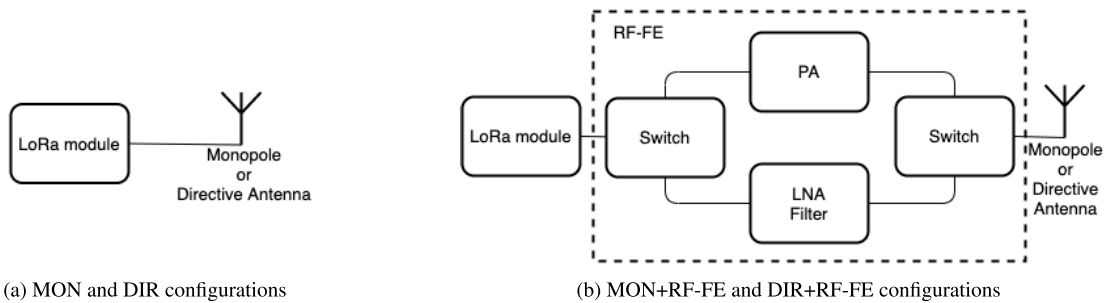 LoRa module
Monopole
or
Directive Antenna
(a) MON and DIR configurations
RF-FE
LoRa module
Switch
PA
LNA
Filter
Switch
Monopole
or
Directive
Antenna
(b) MON+RF-FE and DIR+RF-FE configurations